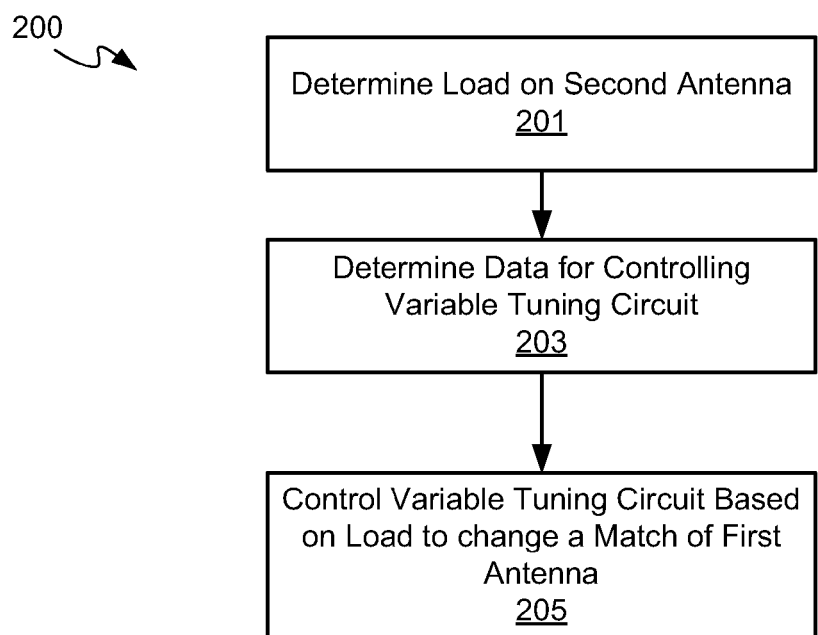 200
Determine Load on Second Antenna
201
Determine Data for Controlling
Variable Tuning Circuit
203
Control Variable Tuning Circuit Based
on Load to change a Match of First
Antenna
205